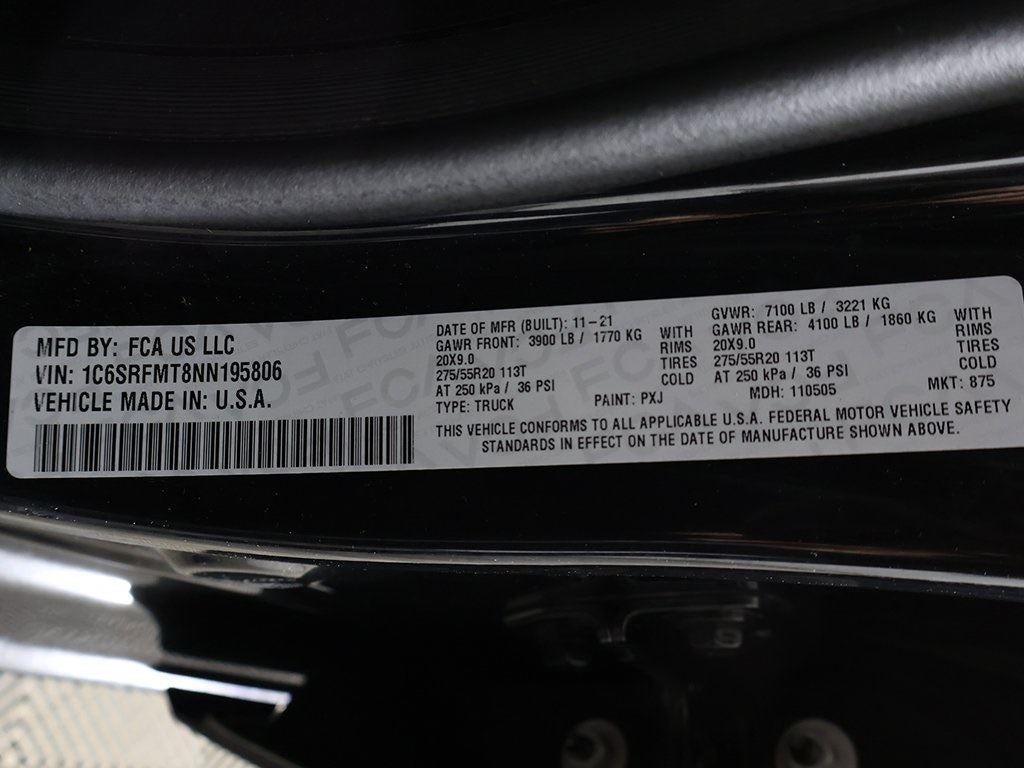 MFD BY: FCA US LLC
VIN: 1C6SRFMT8NN195806
VEHICLE MADE IN: U.S.A.
DATE OF MFR (BUILT): 11-21
GAWR FRONT: 3900 LB / 1770 KG WITH
20X9.0 RIMS
275/55R20 113T TIRES
AT 250 kPa / 36 PSI COLD
TYPE: TRUCK PAINT: PXJ
GVWR: 7100 LB / 3221 KG
GAWR REAR: 4100 LB / 1860 KG WITH
20X9.0 RIMS
275/55R20 113T TIRES
AT 250 kPa / 36 PSI COLD
MDH: 110505 MKT: 875
THIS VEHICLE CONFORMS TO ALL APPLICABLE U.S.A. FEDERAL MOTOR VEHICLE SAFETY
STANDARDS IN EFFECT ON THE DATE OF MANUFACTURE SHOWN ABOVE.